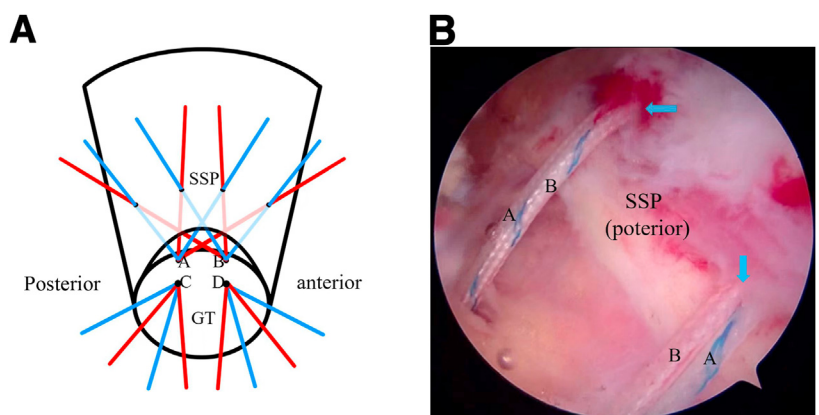 A
SSP
A B
Posterior
C D
anterior
GT
B
B
A
SSP
(poterior)
B
A